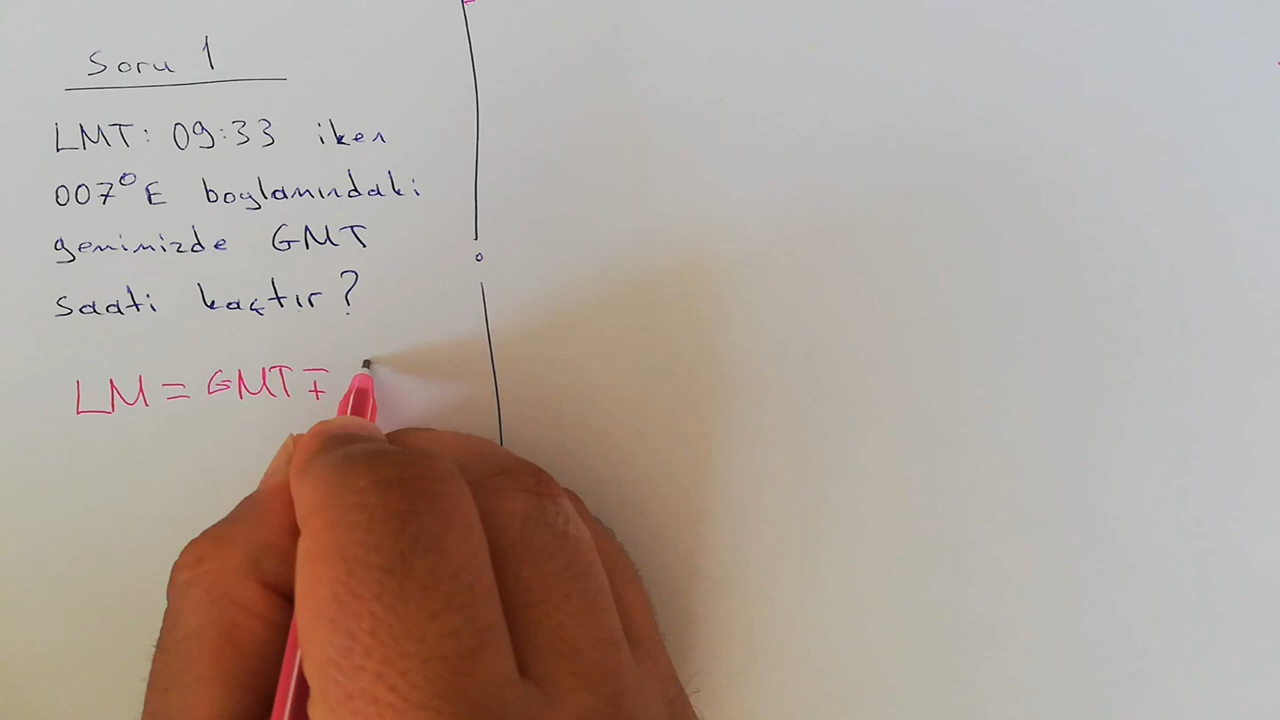 Soru 1
LMT: 09:33 iken
007°E boylamındaki
gemimizde GMT
saati kaçtır?
LM = GMT ∓